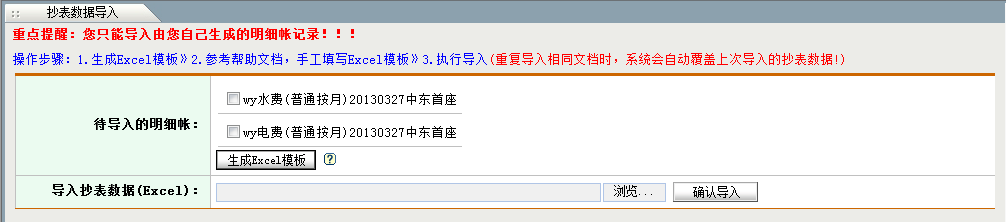 抄表数据导入
重点提醒：您只能导入由您自己生成的明细帐记录！！！
操作步骤：1.生成Excel模板》2.参考帮助文档，手工填写Excel模板》3.执行导入(重复导入相同文档时，系统会自动覆盖上次导入的抄表数据!)
待导入的明细帐：
wy水费(普通按月)20130327中东首座
wy电费(普通按月)20130327中东首座
生成Excel模板 ?
导入抄表数据(Excel)： 浏览... 确认导入